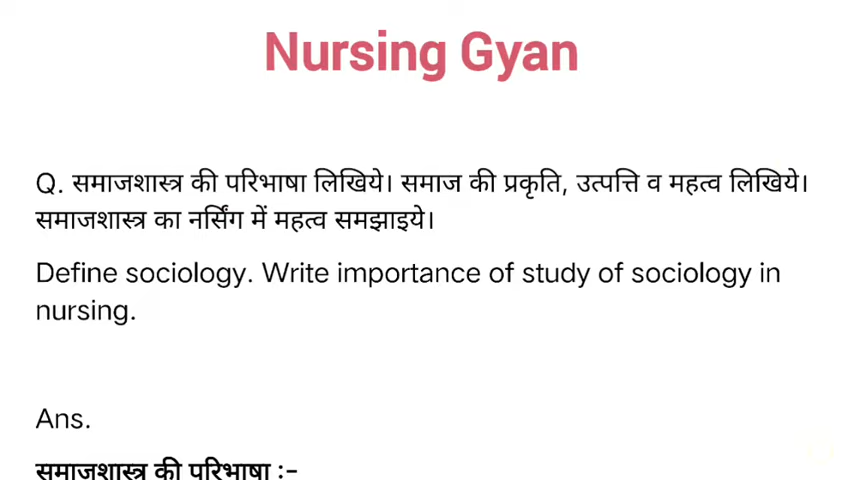 Nursing Gyan
Q. समाजशास्त्र की परिभाषा लिखिये। समाज की प्रकृति, उत्पत्ति व महत्व लिखिये।
समाजशास्त्र का नर्सिंग में महत्व समझाइये।
Define sociology. Write importance of study of sociology in
nursing.
Ans.
समाजशास्त्र की परिभाषा :-